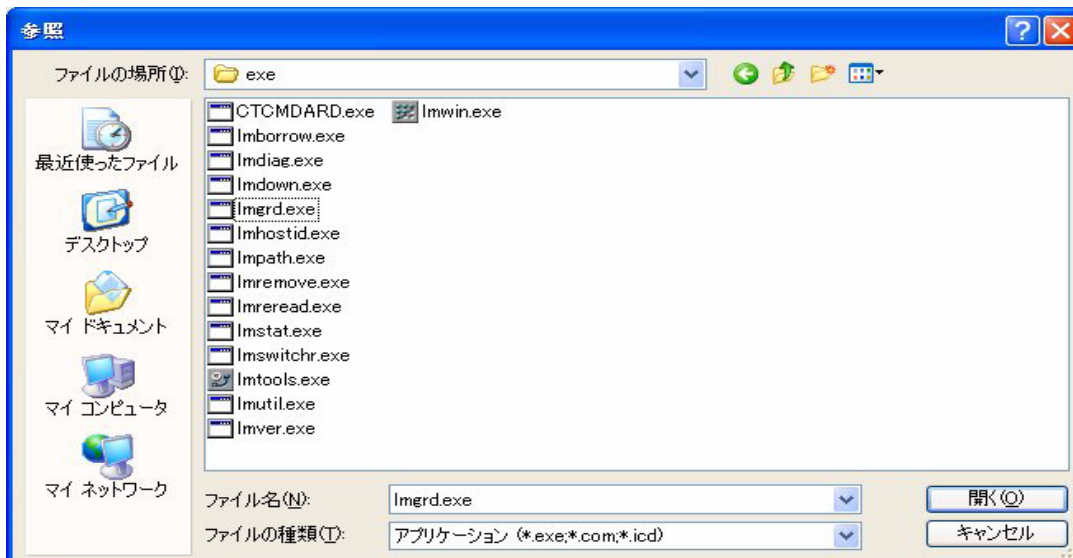 参照
ファイルの場所(I):
exe
CTCMDARD.exe
lmborrow.exe
lmdiag.exe
lmdown.exe
lmgrd.exe
lmhostid.exe
lmpath.exe
lmremove.exe
lmreread.exe
lmstat.exe
lmswitchr.exe
lmtools.exe
lmutil.exe
lmver.exe
lmwin.exe
最近使ったファイル
デスクトップ
マイ ドキュメント
マイ コンピュータ
マイ ネットワーク
ファイル名(N):
lmgrd.exe
開く(O)
ファイルの種類(T):
アプリケーション (*.exe;*.com;*.icd)
キャンセル